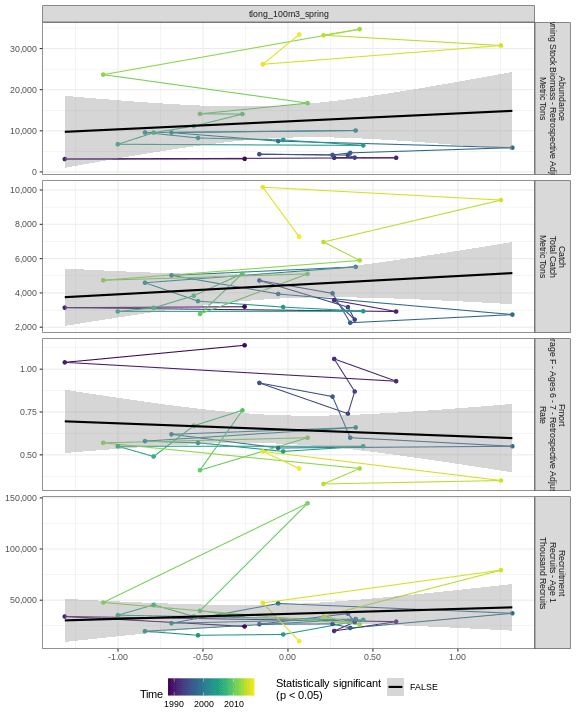 tlong_100m3_spring
30,000
20,000
10,000
0
Abundance
ning Stock Biomass - Retrospective Adj
Metric Tons
10,000
8,000
6,000
4,000
2,000
Catch
Total Catch
Metric Tons
1.00
0.75
0.50
Fmort
rage F - Ages 6 - 7 - Retrospective Adjus
Rate
150,000
100,000
50,000
Recruitment
Recruits - Age 1
Thousand Recruits
-1.00 -0.50 0.00 0.50 1.00
Time
1990 2000 2010
Statistically significant
(p < 0.05)
FALSE